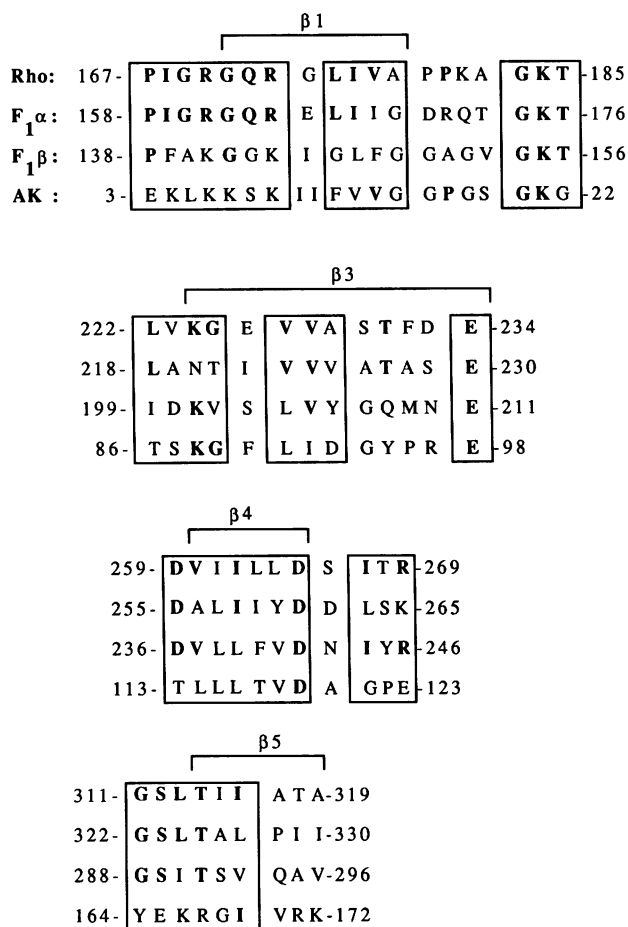 β1
Rho: 167- PIGRGQR G LIVA PPKA GKT -185
F1α: 158- PIGRGQR E LIIG DRQT GKT -176
F1β: 138- PFAKGGK I GLFG GAGV GKT -156
AK : 3- EKLKKSK II FVVG GPGS GKG -22
β3
222- LVKG E VVA STFD E -234
218- LANT I VVV ATAS E -230
199- IDKV S LVY GQMN E -211
86- TSKG F LID GYPR E -98
β4
259- DVIILLD S ITR -269
255- DALIIYD D LSK -265
236- DVLLFVD N IYR -246
113- TLLLTVD A GPE -123
β5
311- GSLTII ATA-319
322- GSLTAL PII -330
288- GSITSV QAV-296
164- YEKRGI VRK-172